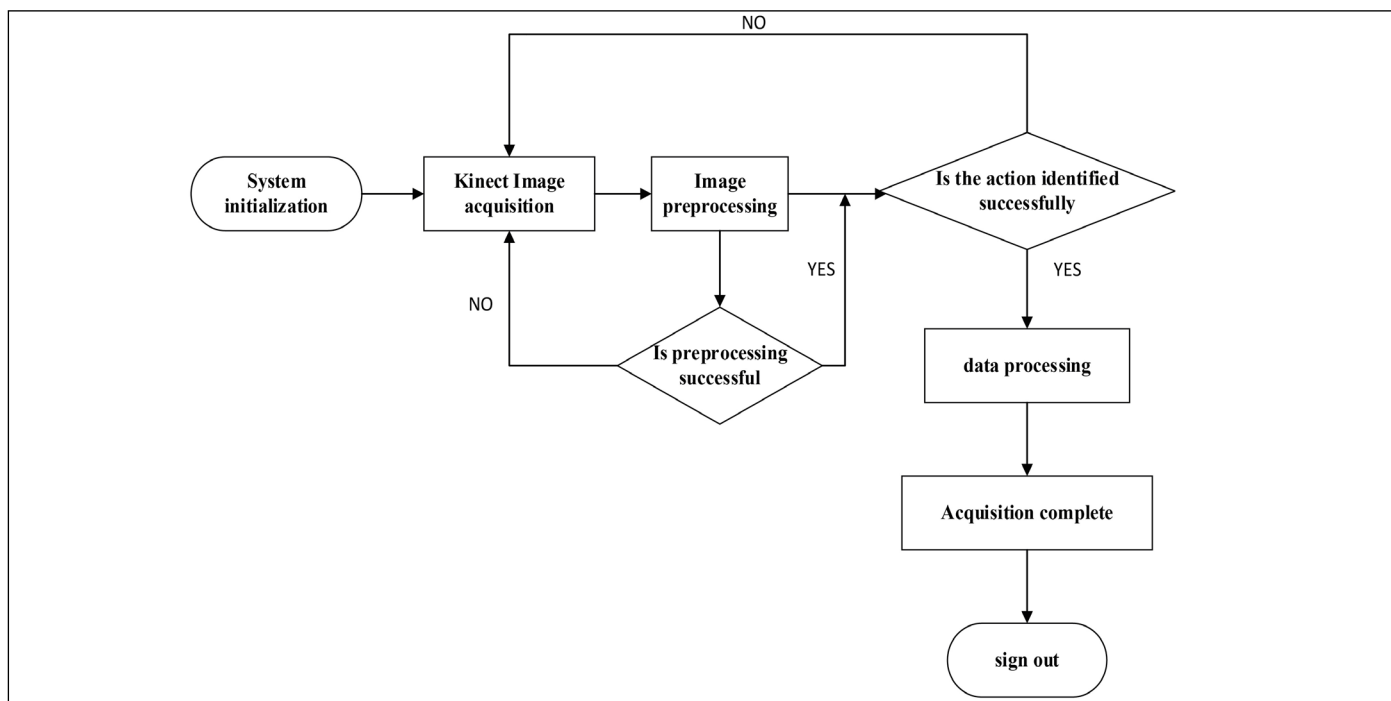 NO
System
initialization
Kinect Image
acquisition
Image
preprocessing
Is the action identified
successfully
NO
YES
YES
Is preprocessing
successful
data processing
Acquisition complete
sign out